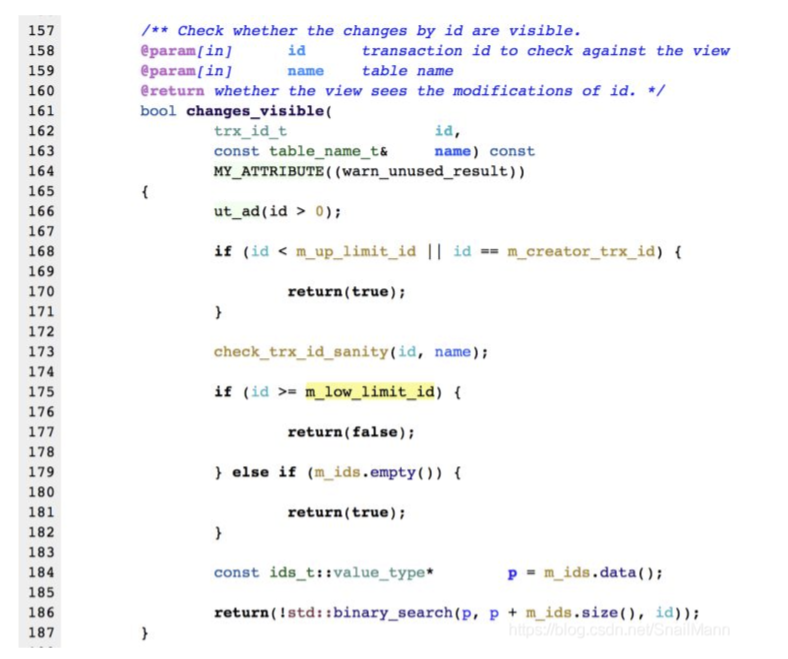 157 /** Check whether the changes by id are visible.
158 @param[in] id transaction id to check against the view
159 @param[in] name table name
160 @return whether the view sees the modifications of id. */
161 bool changes_visible(
162 trx_id_t id,
163 const table_name_t& name) const
164 MY_ATTRIBUTE((warn_unused_result))
165 {
166 ut_ad(id > 0);
167
168 if (id < m_up_limit_id || id == m_creator_trx_id) {
169
170 return(true);
171 }
172
173 check_trx_id_sanity(id, name);
174
175 if (id >= m_low_limit_id) {
176
177 return(false);
178
179 } else if (m_ids.empty()) {
180
181 return(true);
182 }
183
184 const ids_t::value_type* p = m_ids.data();
185
186 return(!std::binary_search(p, p + m_ids.size(), id));
187 }
https://blog.csdn.net/SnailMann